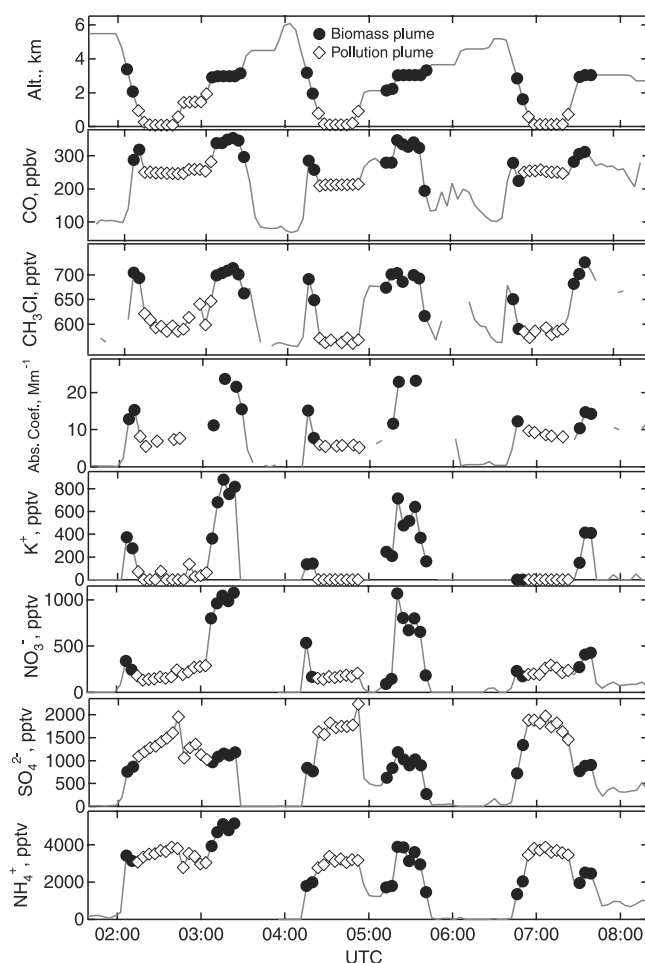 Biomass plume
Pollution plume
Alt., km
6
4
2
0
CO, ppbv
300
200
100
CH₃Cl, pptv
700
650
600
Abs. Coef., Mm⁻¹
20
10
0
K⁺, pptv
800
600
400
200
0
NO₃⁻, pptv
1000
500
0
SO₄²⁻, pptv
2000
1500
1000
500
0
NH₄⁺, pptv
4000
2000
0
02:00 03:00 04:00 05:00 06:00 07:00 08:00
UTC